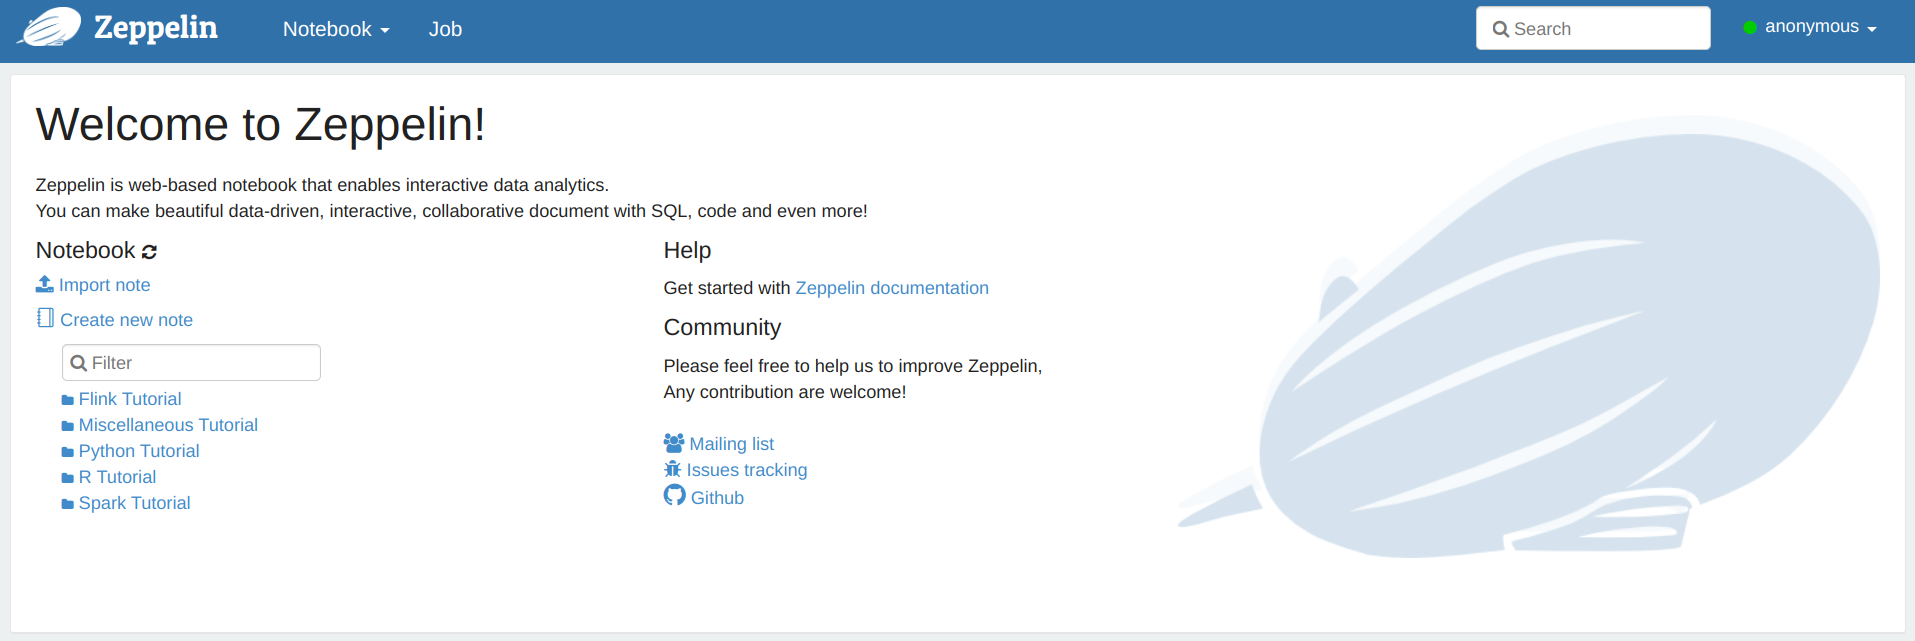 Zeppelin
Notebook
Job
Search
anonymous
Welcome to Zeppelin!
Zeppelin is web-based notebook that enables interactive data analytics.
You can make beautiful data-driven, interactive, collaborative document with SQL, code and even more!
Notebook
Import note
Create new note
Filter
Flink Tutorial
Miscellaneous Tutorial
Python Tutorial
R Tutorial
Spark Tutorial
Help
Get started with Zeppelin documentation
Community
Please feel free to help us to improve Zeppelin,
Any contribution are welcome!
Mailing list
Issues tracking
Github